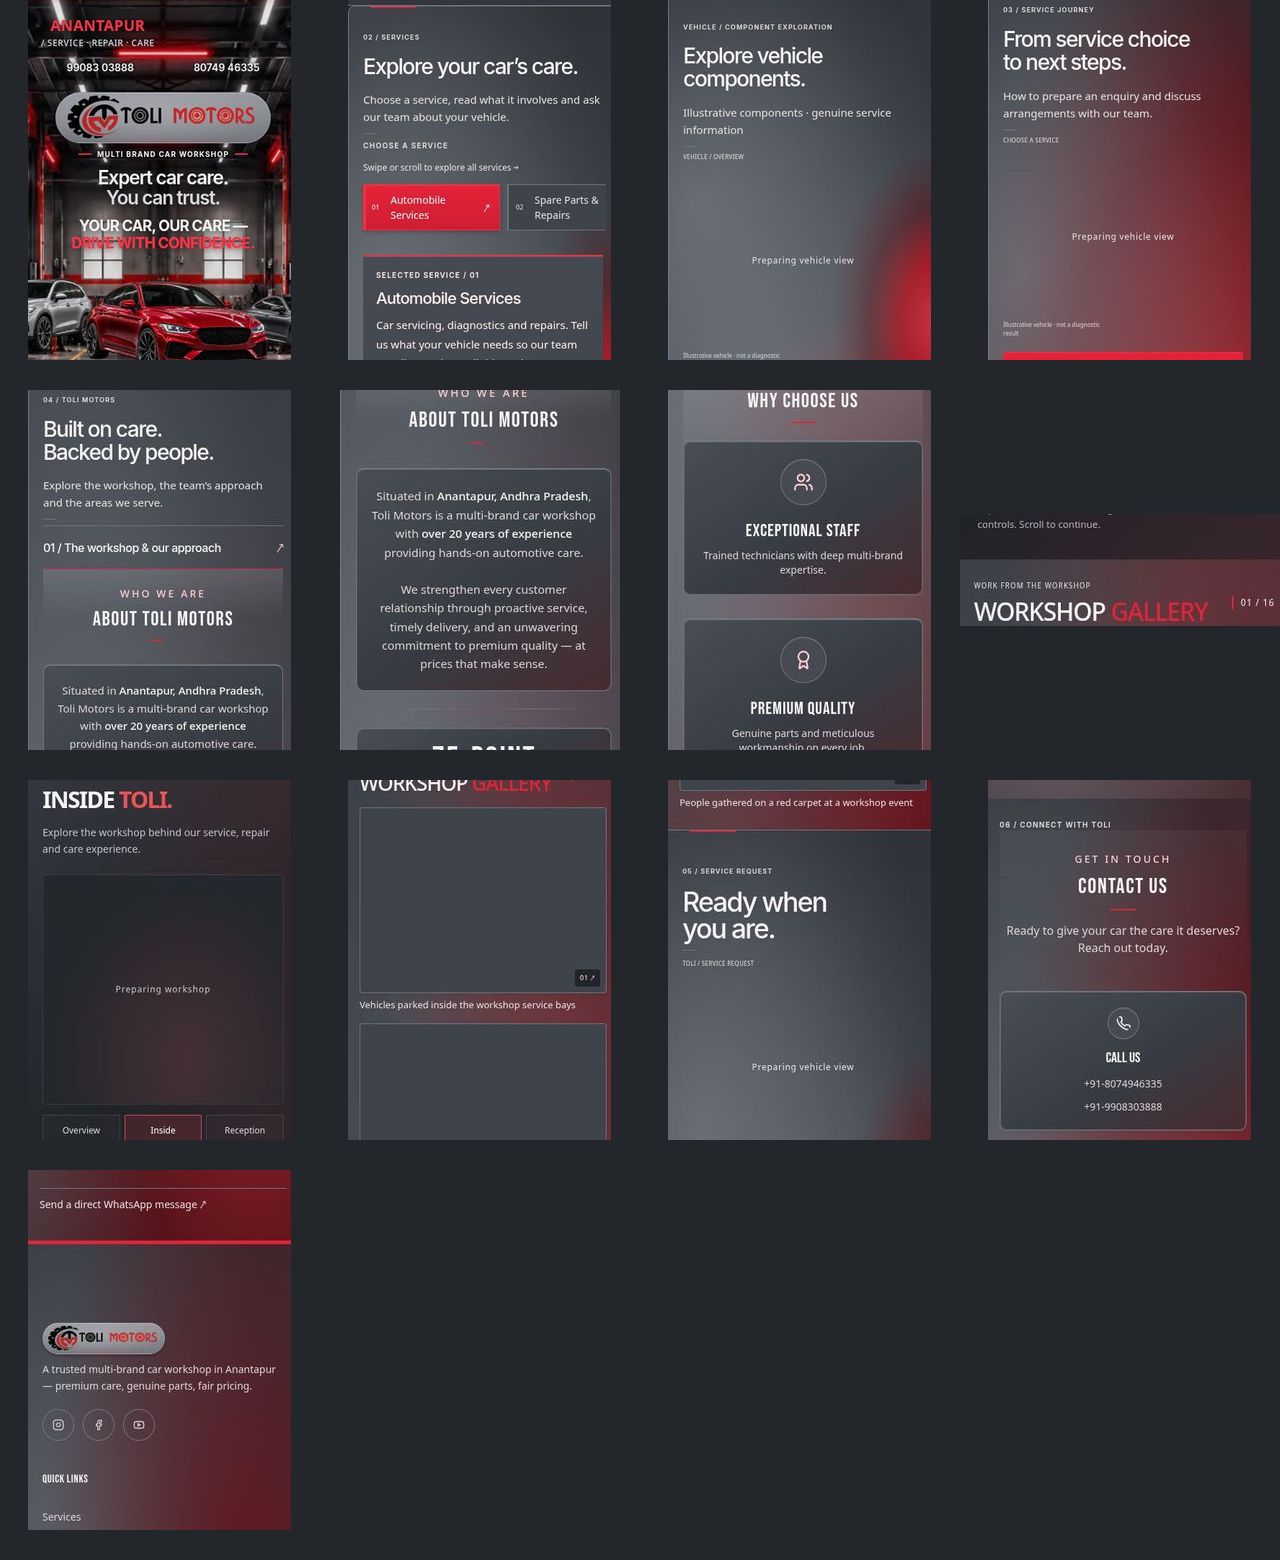 ANANTAPUR
/ SERVICE · REPAIR · CARE
99083 03888
80749 46335
TOLI MOTORS
MULTI BRAND CAR WORKSHOP
Expert car care.
You can trust.
YOUR CAR, OUR CARE —
DRIVE WITH CONFIDENCE.
02 / SERVICES
Explore your car’s care.
Choose a service, read what it involves and ask
our team about your vehicle.
CHOOSE A SERVICE
Swipe or scroll to explore all services →
01 Automobile
Services ↗
02 Spare Parts &
Repairs
SELECTED SERVICE / 01
Automobile Services
Car servicing, diagnostics and repairs. Tell
us what your vehicle needs so our team
VEHICLE / COMPONENT EXPLORATION
Explore vehicle
components.
Illustrative components · genuine service
information
VEHICLE / OVERVIEW
Preparing vehicle view
Illustrative vehicle · not a diagnostic
03 / SERVICE JOURNEY
From service choice
to next steps.
How to prepare an enquiry and discuss
arrangements with our team.
CHOOSE A SERVICE
Preparing vehicle view
Illustrative vehicle · not a diagnostic
result
04 / TOLI MOTORS
Built on care.
Backed by people.
Explore the workshop, the team’s approach
and the areas we serve.
01 / The workshop & our approach ↗
WHO WE ARE
ABOUT TOLI MOTORS
Situated in Anantapur, Andhra Pradesh,
Toli Motors is a multi-brand car workshop
with over 20 years of experience
providing hands-on automotive care.
WHO WE ARE
ABOUT TOLI MOTORS
Situated in Anantapur, Andhra Pradesh,
Toli Motors is a multi-brand car workshop
with over 20 years of experience
providing hands-on automotive care.
We strengthen every customer
relationship through proactive service,
timely delivery, and an unwavering
commitment to premium quality — at
prices that make sense.
75-POINT
WHY CHOOSE US
EXCEPTIONAL STAFF
Trained technicians with deep multi-brand
expertise.
PREMIUM QUALITY
Genuine parts and meticulous
workmanship on every job.
controls. Scroll to continue.
WORK FROM THE WORKSHOP
WORKSHOP GALLERY
01 / 16
INSIDE TOLI.
Explore the workshop behind our service, repair
and care experience.
Preparing workshop
Overview
Inside
Reception
WORKSHOP GALLERY
01 ↗
Vehicles parked inside the workshop service bays
People gathered on a red carpet at a workshop event
05 / SERVICE REQUEST
Ready when
you are.
TOLI / SERVICE REQUEST
Preparing vehicle view
06 / CONNECT WITH TOLI
GET IN TOUCH
CONTACT US
Ready to give your car the care it deserves?
Reach out today.
CALL US
+91-8074946335
+91-9908303888
Send a direct WhatsApp message ↗
TOLI MOTORS
A trusted multi-brand car workshop in Anantapur
— premium care, genuine parts, fair pricing.
QUICK LINKS
Services